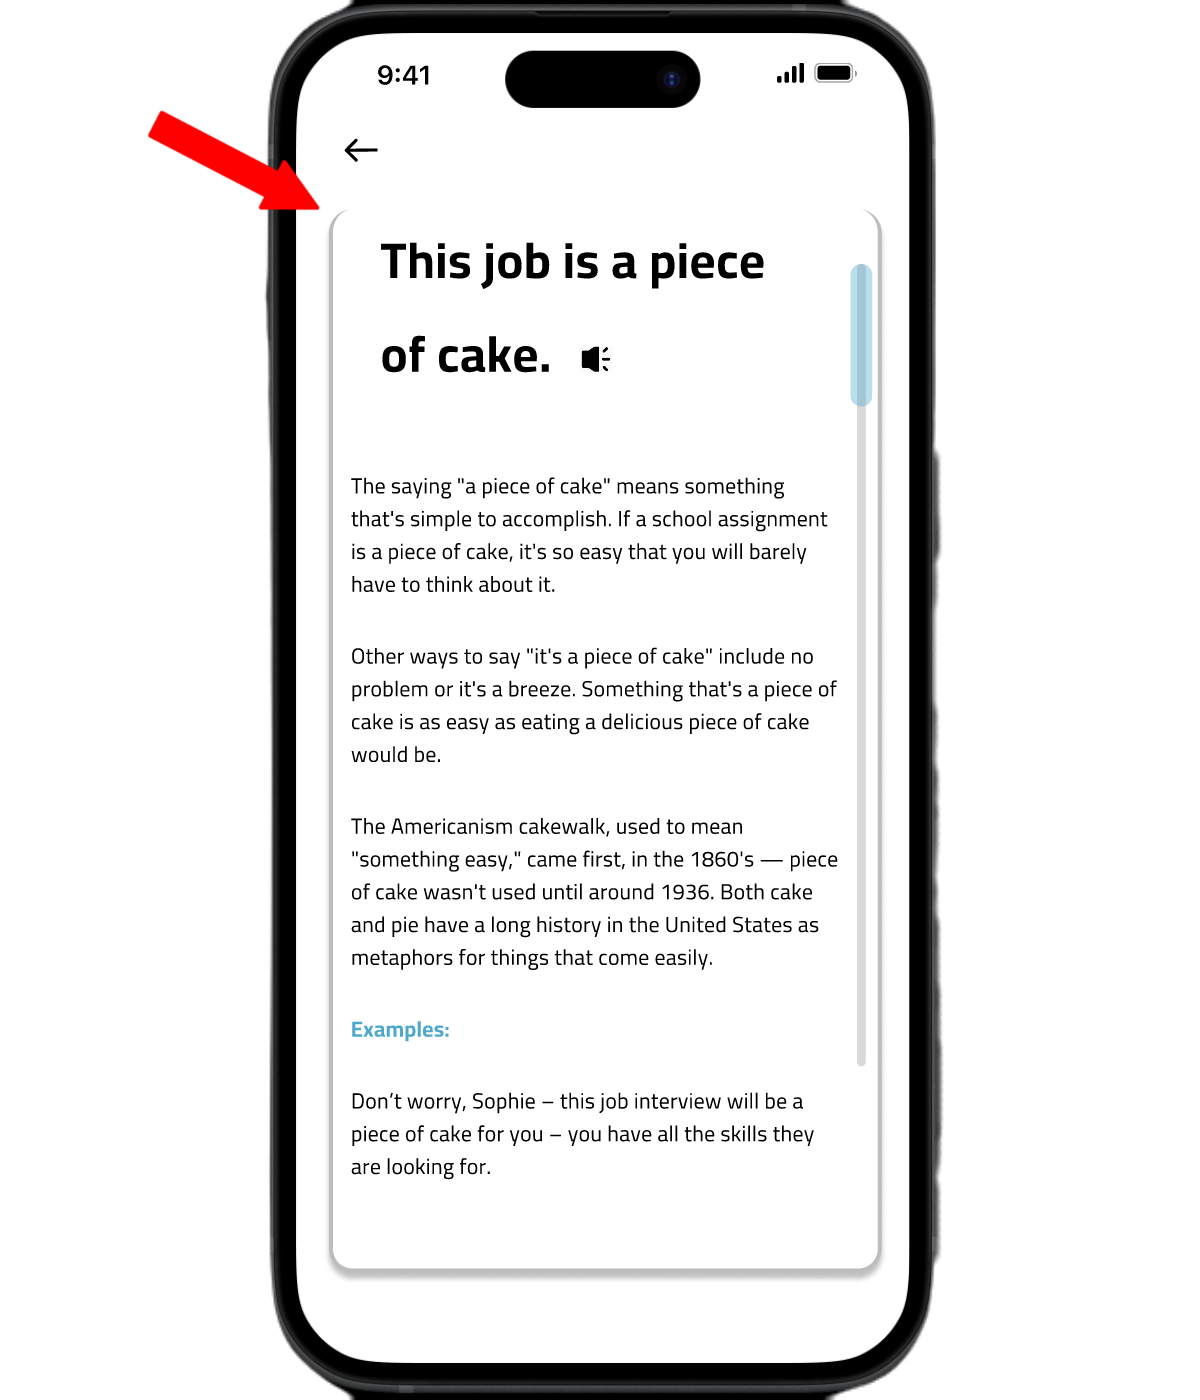 9:41
This job is a piece
of cake.
The saying "a piece of cake" means something
that's simple to accomplish. If a school assignment
is a piece of cake, it's so easy that you will barely
have to think about it.
Other ways to say "it's a piece of cake" include no
problem or it's a breeze. Something that's a piece of
cake is as easy as eating a delicious piece of cake
would be.
The Americanism cakewalk, used to mean
"something easy," came first, in the 1860's — piece
of cake wasn't used until around 1936. Both cake
and pie have a long history in the United States as
metaphors for things that come easily.
Examples:
Don’t worry, Sophie – this job interview will be a
piece of cake for you – you have all the skills they
are looking for.